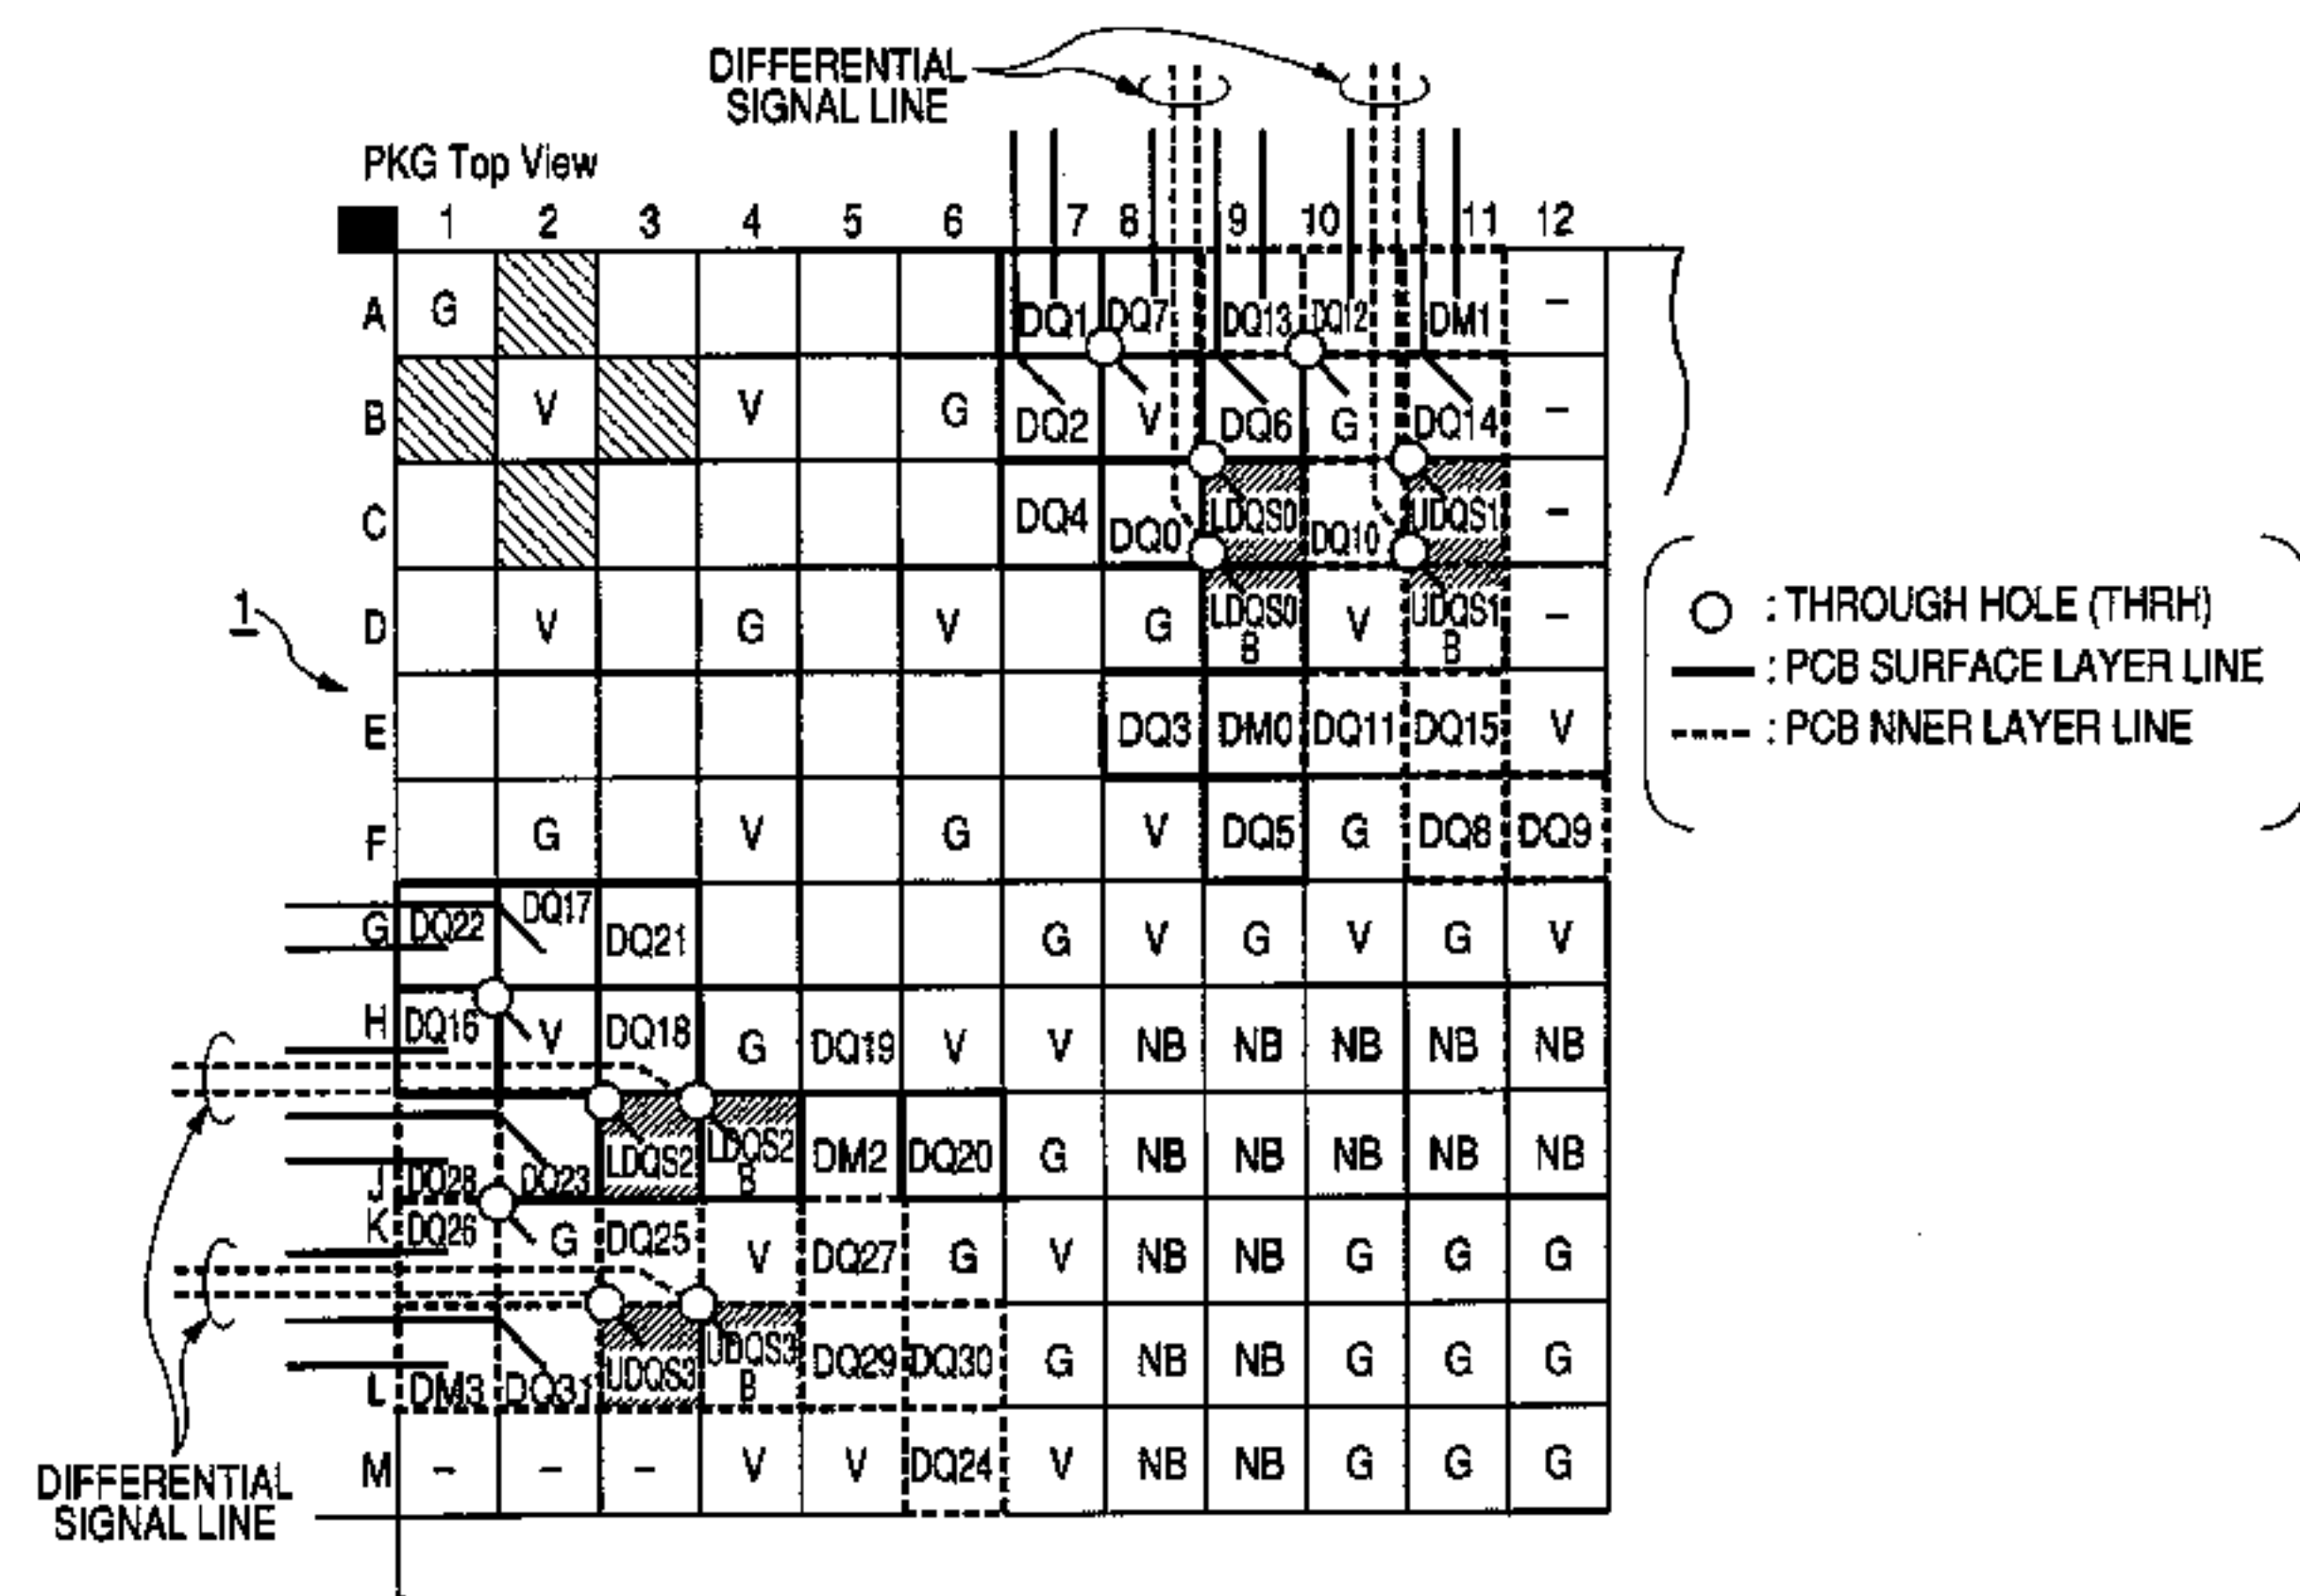 DIFFERENTIAL
SIGNAL LINE
PKG Top View
1 2 3 4 5 6 7 8 9 10 11 12
A G DQ1 DQ7 DQ13 DQ12 DM1 –
B V V G DQ2 V DQ6 G DQ14 –
C DQ4 DQ0 LDQS0 DQ10 UDQS1 –
D V G V G LDQS0 B V UDQS1 B –
1
E DQ3 DM0 DQ11 DQ15 V
F G V G V DQ5 G DQ8 DQ9
G DQ22 DQ17 DQ21 G V G V G V
H DQ16 V DQ18 G DQ19 V V NB NB NB NB NB
J DQ28 DQ23 LDQS2 LDQS2 B DM2 DQ20 G NB NB NB NB NB
K DQ26 G DQ25 V DQ27 G V NB NB G G G
L DM3 DQ31 UDQS3 UDQS3 B DQ29 DQ30 G NB NB G G G
M – – – V V DQ24 V NB NB G G G
: THROUGH HOLE (THRH)
: PCB SURFACE LAYER LINE
: PCB NNER LAYER LINE
DIFFERENTIAL
SIGNAL LINE